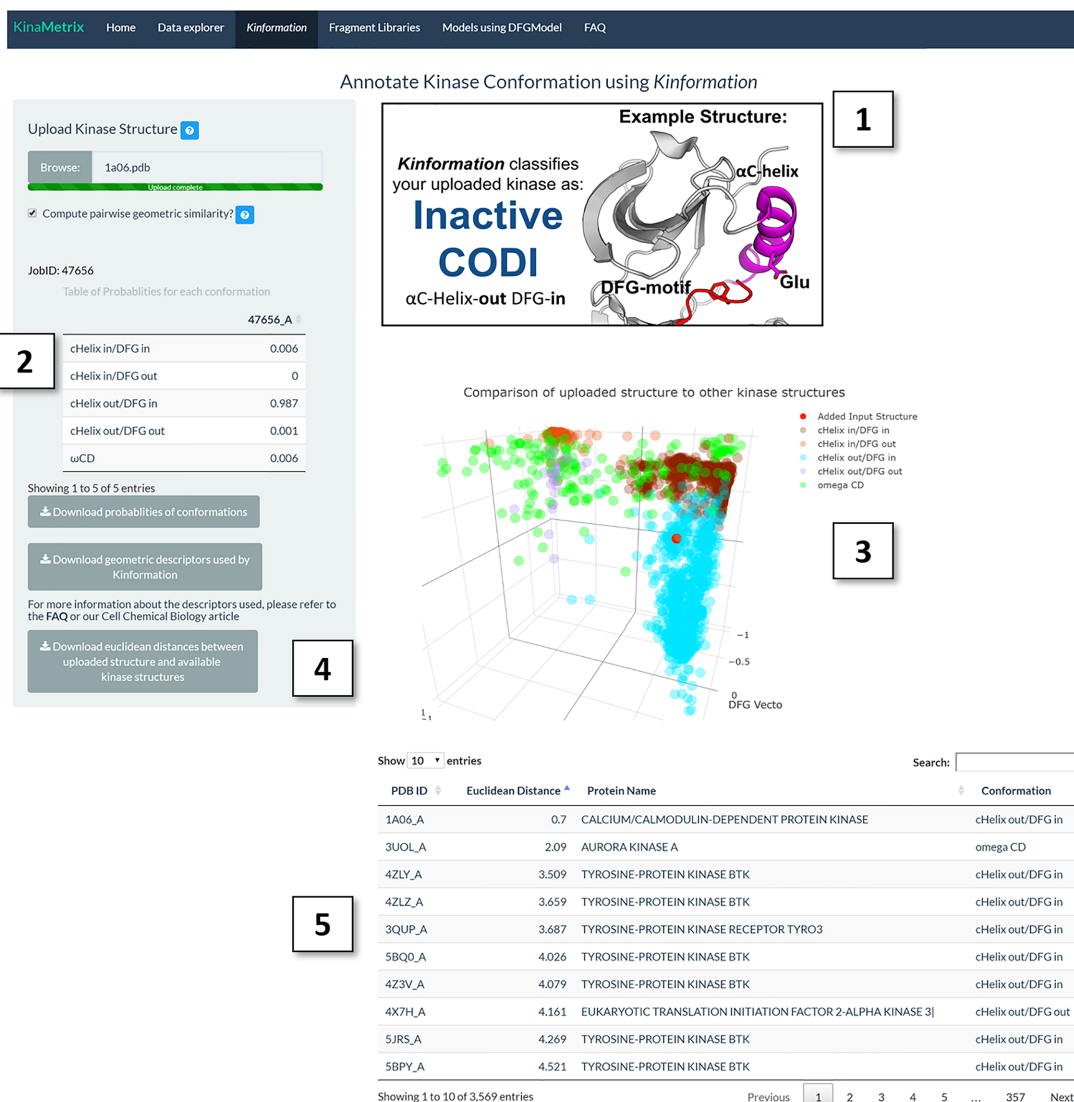 KinaMetrix Home Data explorer Kinformation Fragment Libraries Models using DFGModel FAQ
Annotate Kinase Conformation using Kinformation
1
Upload Kinase Structure ?
Browse: 1a06.pdb
Upload complete
Compute pairwise geometric similarity? ?
JobID: 47656
Table of Probablities for each conformation
47656_A
cHelix in/DFG in 0.006
cHelix in/DFG out 0
cHelix out/DFG in 0.987
cHelix out/DFG out 0.001
ωCD 0.006
2
Showing 1 to 5 of 5 entries
Download probablities of conformations
Download geometric descriptors used by
Kinformation
For more information about the descriptors used, please refer to
the FAQ or our Cell Chemical Biology article
Download euclidean distances between
uploaded structure and available
kinase structures
4
Example Structure:
Kinformation classifies
your uploaded kinase as:
Inactive
CODI
αC-Helix-out DFG-in
αC-helix
DFG-motif
Glu
Comparison of uploaded structure to other kinase structures
Added Input Structure
cHelix in/DFG in
cHelix in/DFG out
cHelix out/DFG in
cHelix out/DFG out
omega CD
3
−1
−0.5
0
DFG Vecto
1
−1
Show 10 entries
Search:
PDB ID Euclidean Distance Protein Name Conformation
1A06_A 0.7 CALCIUM/CALMODULIN-DEPENDENT PROTEIN KINASE cHelix out/DFG in
3UOL_A 2.09 AURORA KINASE A omega CD
4ZLY_A 3.509 TYROSINE-PROTEIN KINASE BTK cHelix out/DFG in
4ZLZ_A 3.659 TYROSINE-PROTEIN KINASE BTK cHelix out/DFG in
3QUP_A 3.687 TYROSINE-PROTEIN KINASE RECEPTOR TYRO3 cHelix out/DFG in
5BQ0_A 4.026 TYROSINE-PROTEIN KINASE BTK cHelix out/DFG in
4Z3V_A 4.079 TYROSINE-PROTEIN KINASE BTK cHelix out/DFG in
4X7H_A 4.161 EUKARYOTIC TRANSLATION INITIATION FACTOR 2-ALPHA KINASE 3| cHelix out/DFG out
5JRS_A 4.269 TYROSINE-PROTEIN KINASE BTK cHelix out/DFG in
5BPY_A 4.521 TYROSINE-PROTEIN KINASE BTK cHelix out/DFG in
5
Showing 1 to 10 of 3,569 entries
Previous 1 2 3 4 5 ... 357 Next